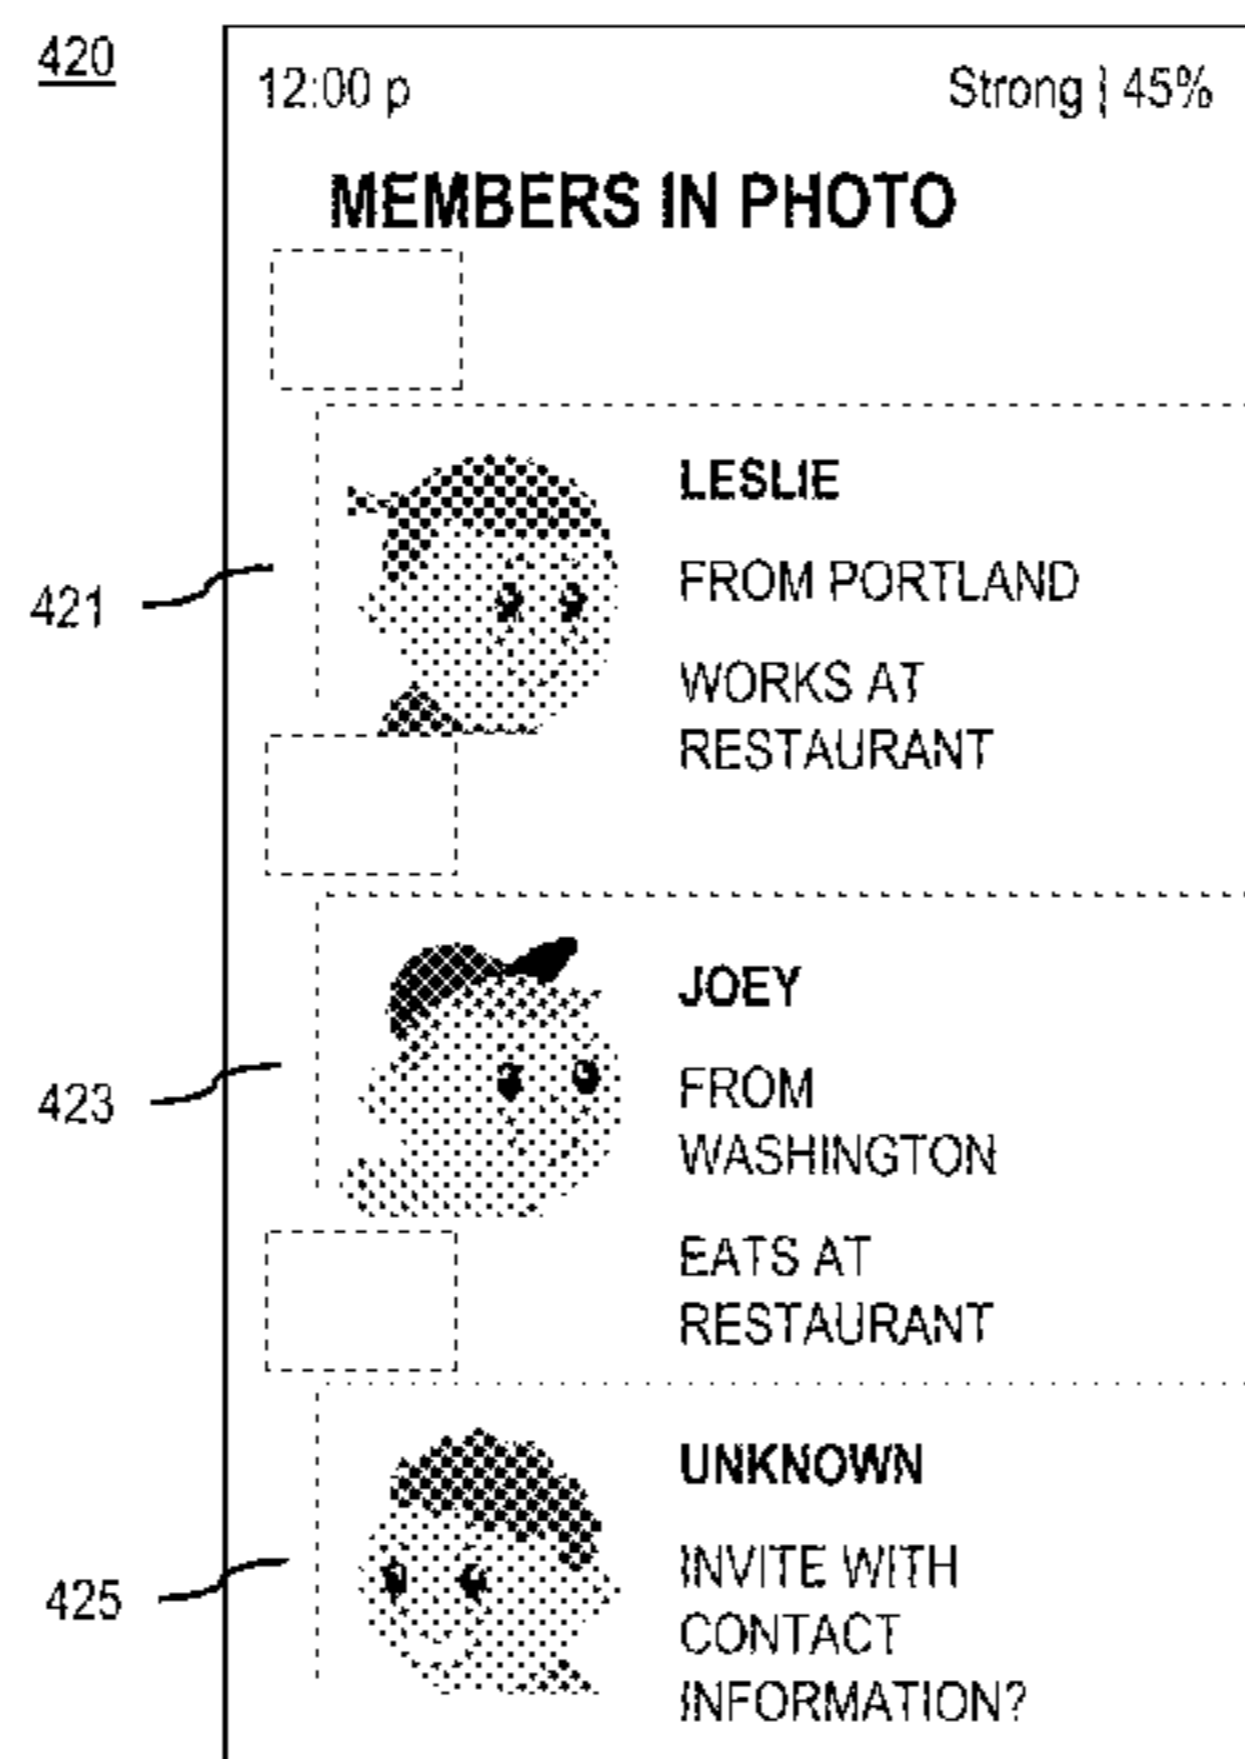 420
12:00 p Strong | 45%
MEMBERS IN PHOTO
LESLIE
FROM PORTLAND
421
WORKS AT
RESTAURANT
JOEY
FROM
423
WASHINGTON
EATS AT
RESTAURANT
UNKNOWN
INVITE WITH
425
CONTACT
INFORMATION?